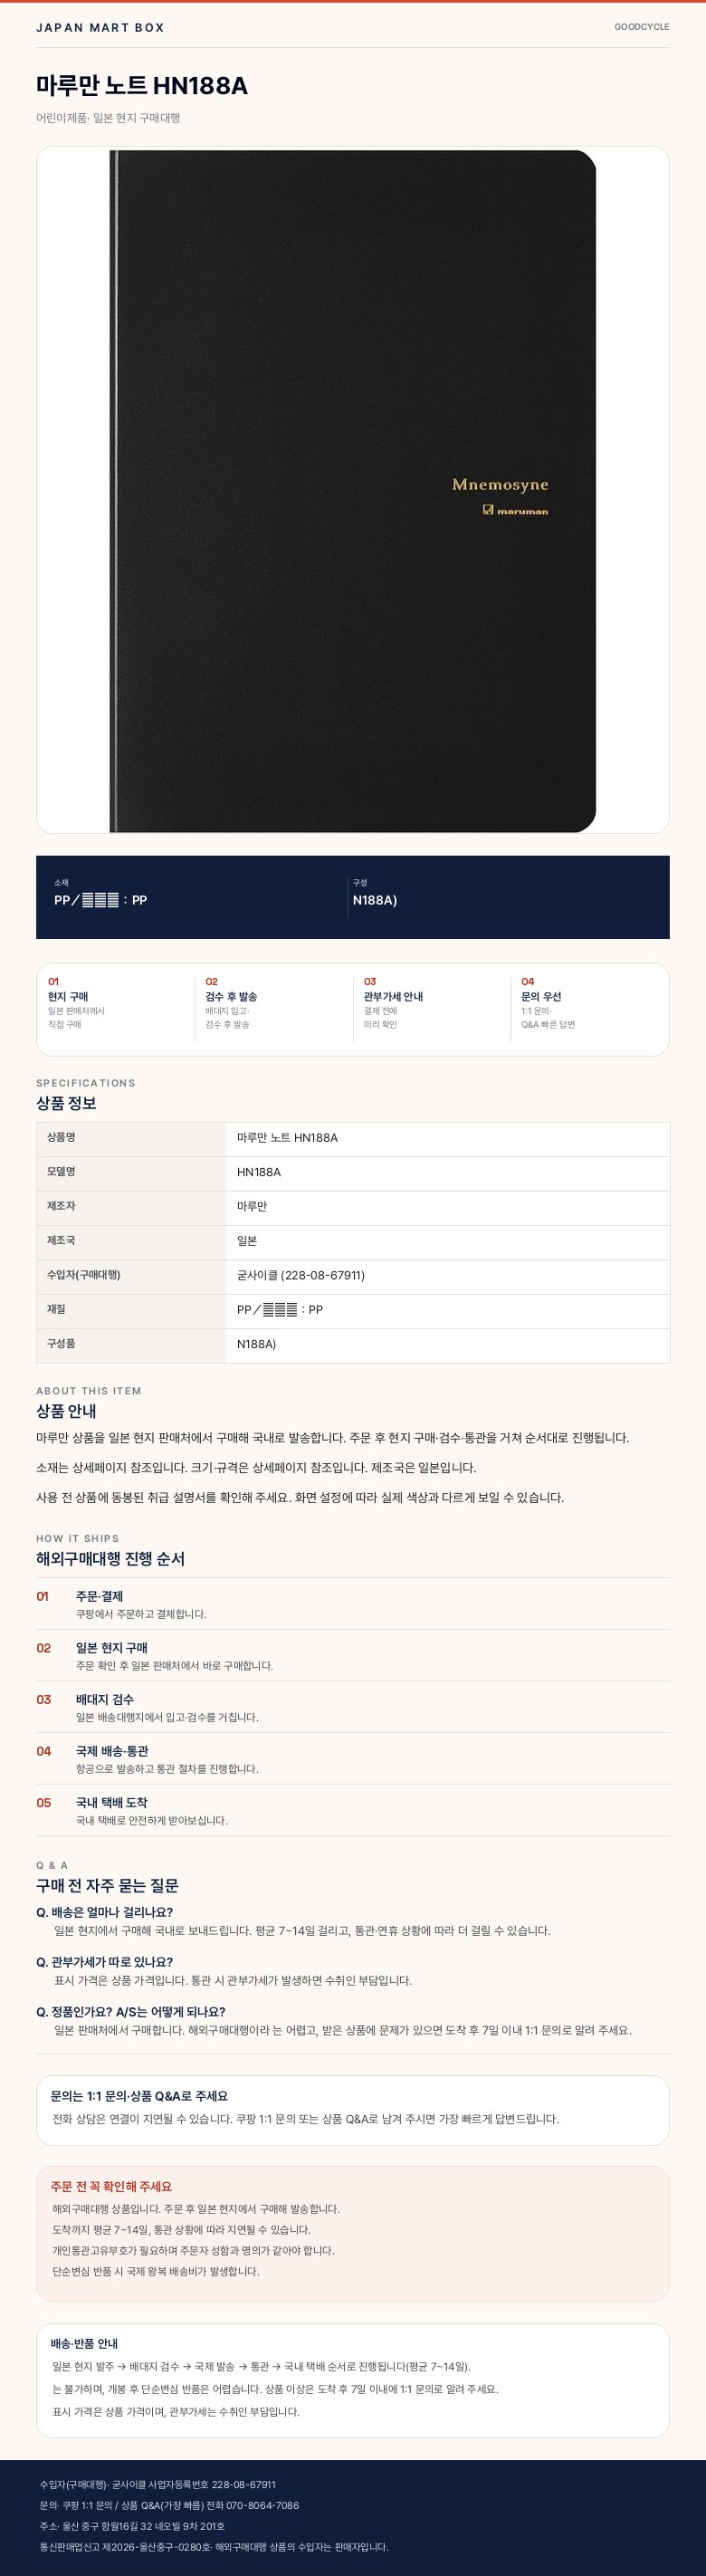 JAPAN MART BOX
GOODCYCLE
마루만 노트 HN188A
어린이제품· 일본 현지 구매대행
Mnemosyne
maruman
소재
구성
PP／ : PP
N188A)
01
현지 구매
일본 판매처에서
직접 구매
02
검수 후 발송
배대지 입고·
검수 후 발송
03
관부가세 안내
결제 전에
미리 확인
04
문의 우선
1:1 문의·
Q&A 빠른 답변
SPECIFICATIONS
상품 정보
상품명 마루만 노트 HN188A
모델명 HN188A
제조자 마루만
제조국 일본
수입자(구매대행) 굳사이클 (228-08-67911)
재질 PP／ : PP
구성품 N188A)
ABOUT THIS ITEM
상품 안내
마루만 상품을 일본 현지 판매처에서 구매해 국내로 발송합니다. 주문 후 현지 구매·검수·통관을 거쳐 순서대로 진행됩니다.
소재는 상세페이지 참조입니다. 크기·규격은 상세페이지 참조입니다. 제조국은 일본입니다.
사용 전 상품에 동봉된 취급 설명서를 확인해 주세요. 화면 설정에 따라 실제 색상과 다르게 보일 수 있습니다.
HOW IT SHIPS
해외구매대행 진행 순서
01 주문·결제
쿠팡에서 주문하고 결제합니다.
02 일본 현지 구매
주문 확인 후 일본 판매처에서 바로 구매합니다.
03 배대지 검수
일본 배송대행지에서 입고·검수를 거칩니다.
04 국제 배송·통관
항공으로 발송하고 통관 절차를 진행합니다.
05 국내 택배 도착
국내 택배로 안전하게 받아보십니다.
Q & A
구매 전 자주 묻는 질문
Q. 배송은 얼마나 걸리나요?
일본 현지에서 구매해 국내로 보내드립니다. 평균 7~14일 걸리고, 통관·연휴 상황에 따라 더 걸릴 수 있습니다.
Q. 관부가세가 따로 있나요?
표시 가격은 상품 가격입니다. 통관 시 관부가세가 발생하면 수취인 부담입니다.
Q. 정품인가요? A/S는 어떻게 되나요?
일본 판매처에서 구매합니다. 해외구매대행이라 는 어렵고, 받은 상품에 문제가 있으면 도착 후 7일 이내 1:1 문의로 알려 주세요.
문의는 1:1 문의·상품 Q&A로 주세요
전화 상담은 연결이 지연될 수 있습니다. 쿠팡 1:1 문의 또는 상품 Q&A로 남겨 주시면 가장 빠르게 답변드립니다.
주문 전 꼭 확인해 주세요
해외구매대행 상품입니다. 주문 후 일본 현지에서 구매해 발송합니다.
도착까지 평균 7~14일, 통관 상황에 따라 지연될 수 있습니다.
개인통관고유부호가 필요하며 주문자 성함과 명의가 같아야 합니다.
단순변심 반품 시 국제 왕복 배송비가 발생합니다.
배송·반품 안내
일본 현지 발주 → 배대지 검수 → 국제 발송 → 통관 → 국내 택배 순서로 진행됩니다(평균 7~14일).
는 불가하며, 개봉 후 단순변심 반품은 어렵습니다. 상품 이상은 도착 후 7일 이내에 1:1 문의로 알려 주세요.
표시 가격은 상품 가격이며, 관부가세는 수취인 부담입니다.
수입자(구매대행)· 굳사이클 사업자등록번호 228-08-67911
문의· 쿠팡 1:1 문의 / 상품 Q&A(가장 빠름) 전화 070-8064-7086
주소· 울산 중구 함월16길 32 네오빌 9차 201호
통신판매업신고 제2026-울산중구-0280호· 해외구매대행 상품의 수입자는 판매자입니다.